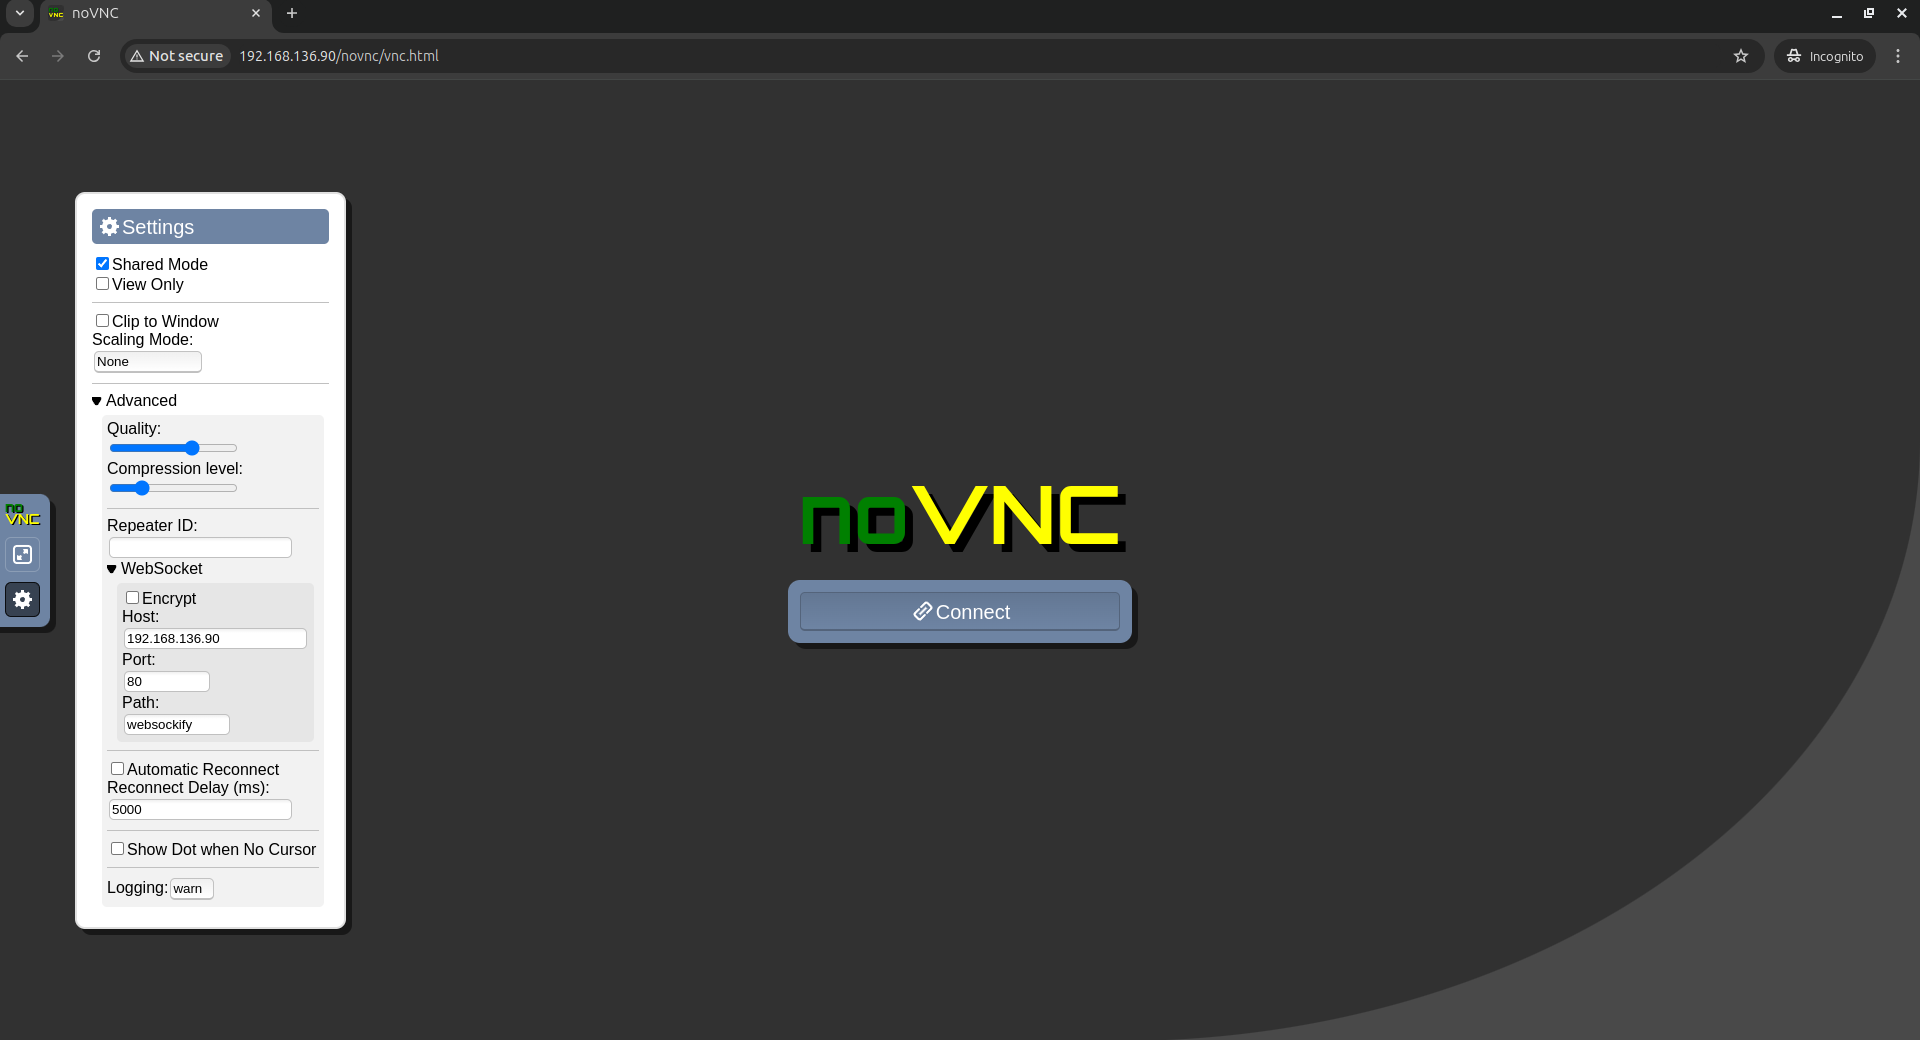 noVNC
Not secure 192.168.136.90/novnc/vnc.html
Incognito
Settings
Shared Mode
View Only
Clip to Window
Scaling Mode:
None
Advanced
Quality:
Compression level:
Repeater ID:
WebSocket
Encrypt
Host:
192.168.136.90
Port:
80
Path:
websockify
Automatic Reconnect
Reconnect Delay (ms):
5000
Show Dot when No Cursor
Logging: warn
no
VNC
noVNC
Connect